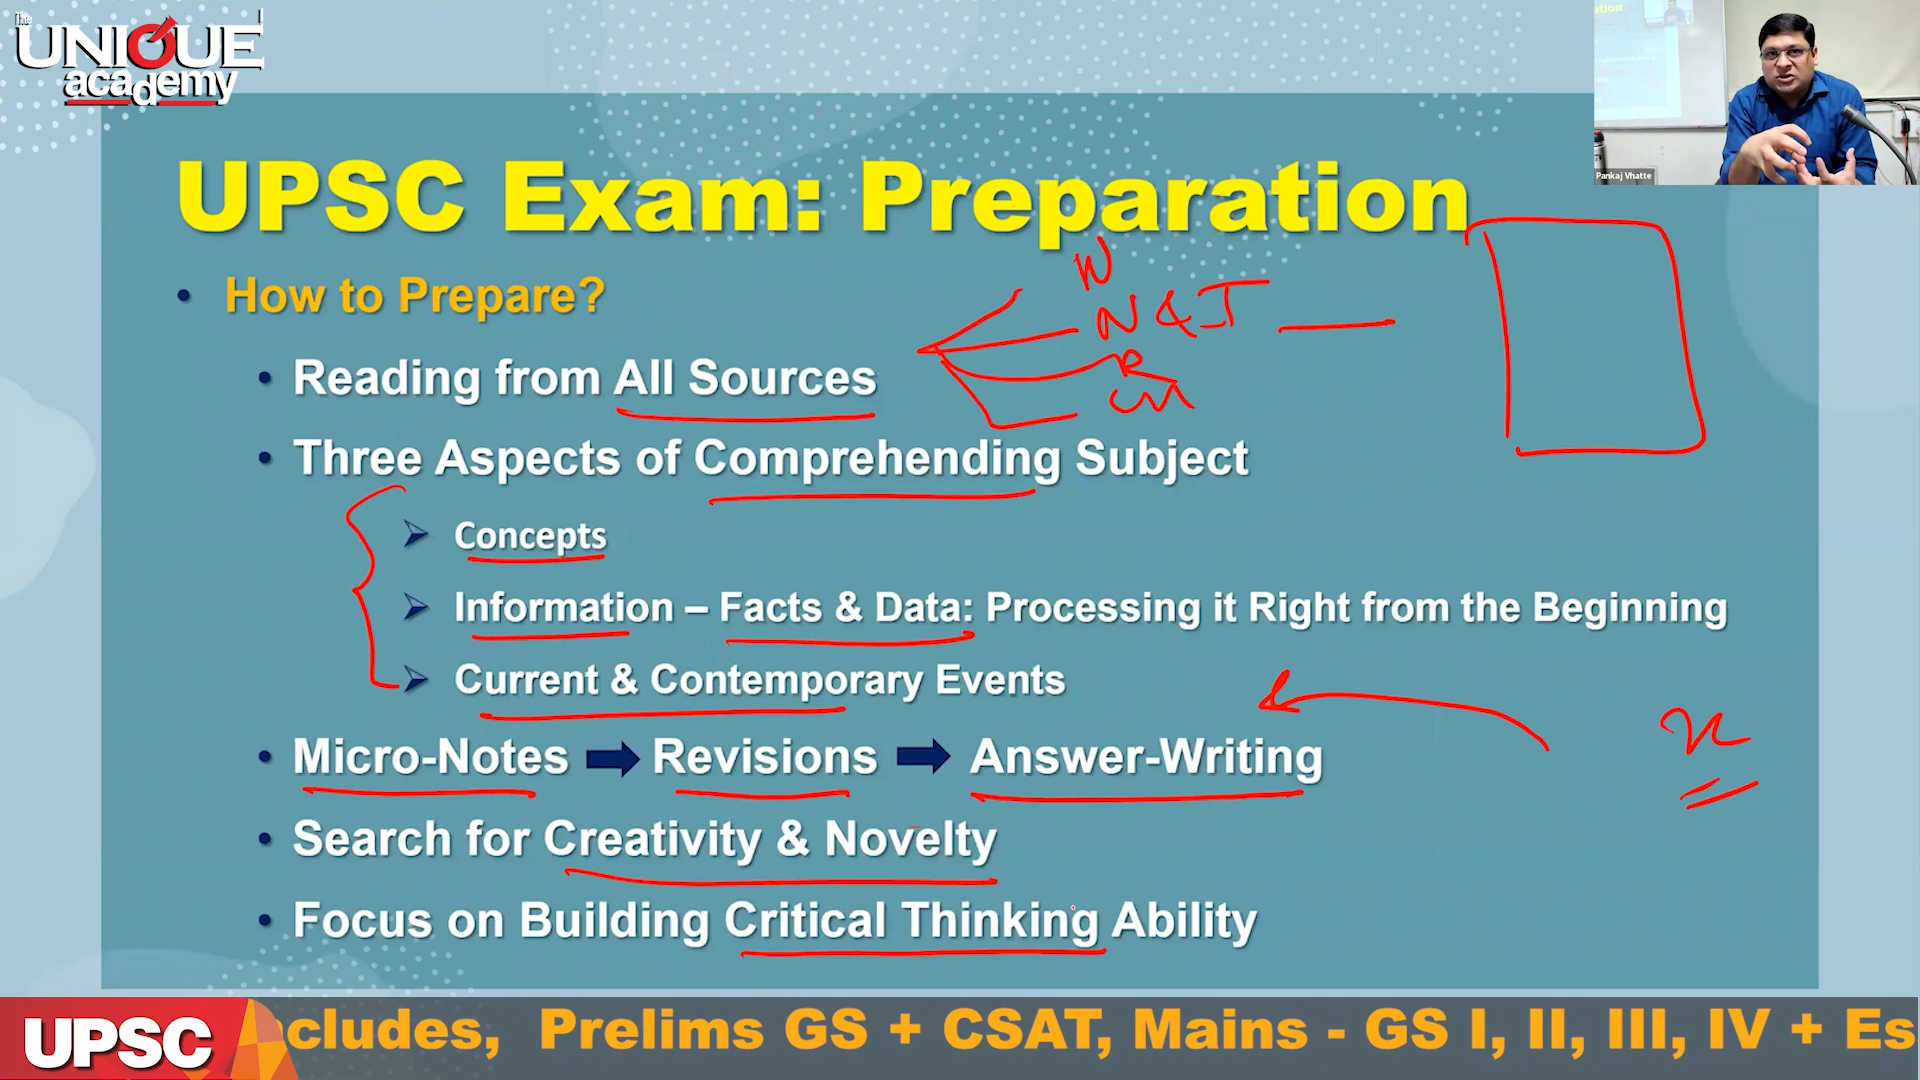 The
UNIQUE
academy
Pankaj Vhatte
UPSC Exam: Preparation
• How to Prepare?
N
N & I
R
• Reading from All Sources
• Three Aspects of Comprehending Subject
➢ Concepts
➢ Information – Facts & Data: Processing it Right from the Beginning
➢ Current & Contemporary Events
• Micro-Notes ➡ Revisions ➡ Answer-Writing
• Search for Creativity & Novelty
• Focus on Building Critical Thinking Ability
UPSC
cludes, Prelims GS + CSAT, Mains - GS I, II, III, IV + Es